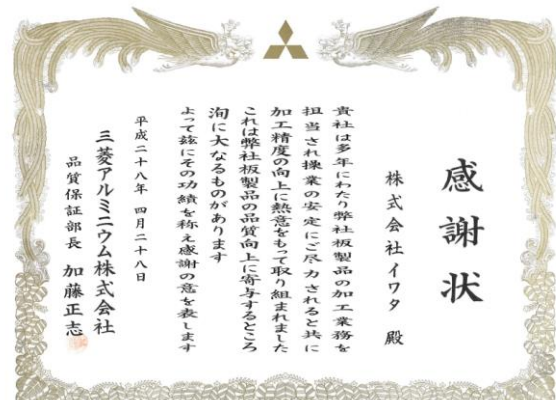 感謝状
株式会社イワタ 殿
貴社は多年にわたり弊社板製品の加工業務を
担当され操業の安定にご尽力されると共に
加工精度の向上に熱意をもって取り組まれました
これは弊社板製品の品質向上に寄与するところ
洵に大なるものがあります
よって玆にその功績を称え感謝の意を表します
平成二十八年 四月二十八日
三菱アルミニウム株式会社
品質保証部長 加藤正志